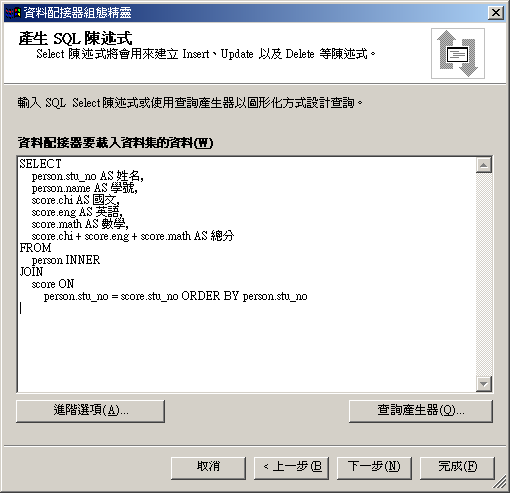 資料配接器組態精靈
產生 SQL 陳述式
Select 陳述式將會用來建立 Insert、Update 以及 Delete 等陳述式。
輸入 SQL Select 陳述式或使用查詢產生器以圖形化方式設計查詢。
資料配接器要載入資料集的資料(W)
SELECT
person.stu_no AS 姓名,
person.name AS 學號,
score.chi AS 國文,
score.eng AS 英語,
score.math AS 數學,
score.chi + score.eng + score.math AS 總分
FROM
person INNER
JOIN
score ON
person.stu_no = score.stu_no ORDER BY person.stu_no
進階選項(A)...
查詢產生器(Q)...
取消
< 上一步(B
下一步(N)
完成(F)